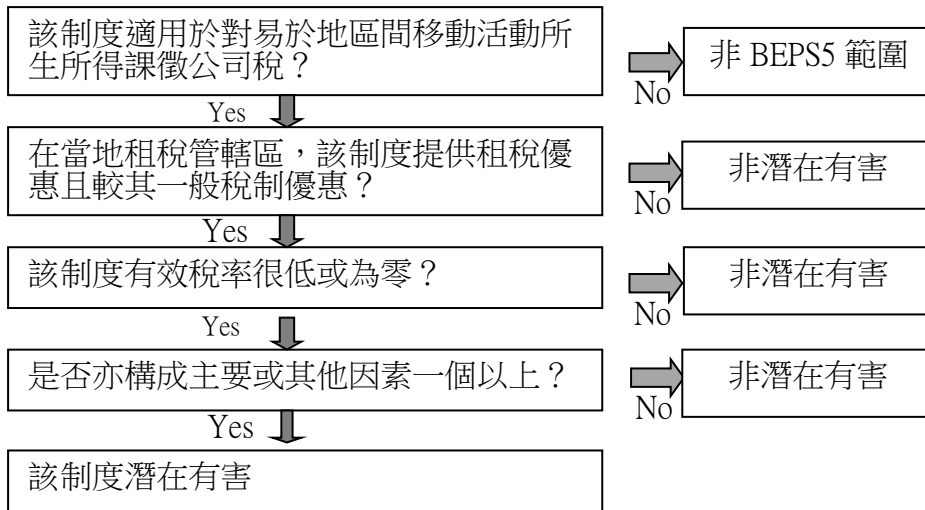 該制度適用於對易於地區間移動活動所
生所得課徵公司稅？
非 BEPS5 範圍
No
Yes
在當地租稅管轄區，該制度提供租稅優
惠且較其一般稅制優惠？
非潛在有害
No
Yes
該制度有效稅率很低或為零？
非潛在有害
No
Yes
是否亦構成主要或其他因素一個以上？
非潛在有害
No
Yes
該制度潛在有害